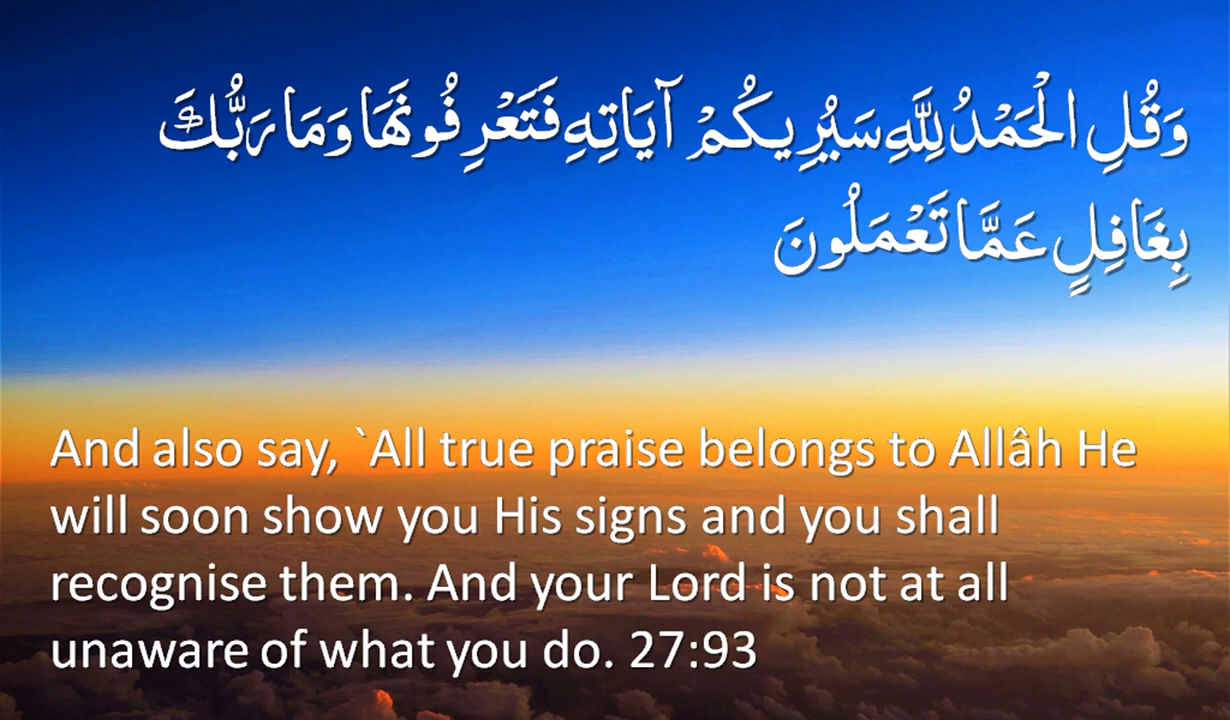 وَقُلِ الْحَمْدُ لِلَّهِ سَيُرِيكُمْ آيَاتِهِ فَتَعْرِفُونَهَا وَمَا رَبُّكَ
بِغَافِلٍ عَمَّا تَعْمَلُونَ
And also say, `All true praise belongs to Allâh He
will soon show you His signs and you shall
recognise them. And your Lord is not at all
unaware of what you do. 27:93